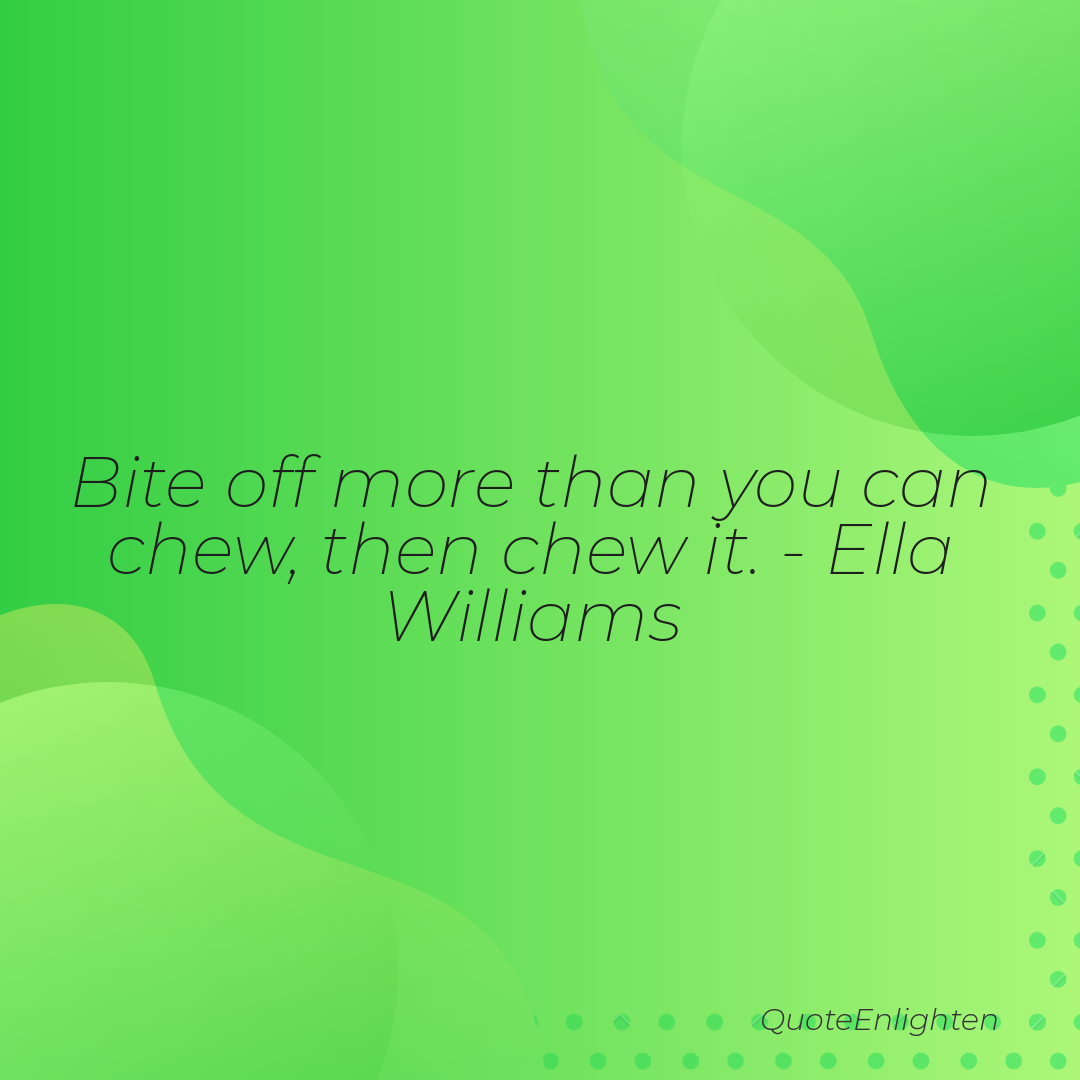 Bite off more than you can
chew, then chew it. - Ella
Williams
QuoteEnlighten